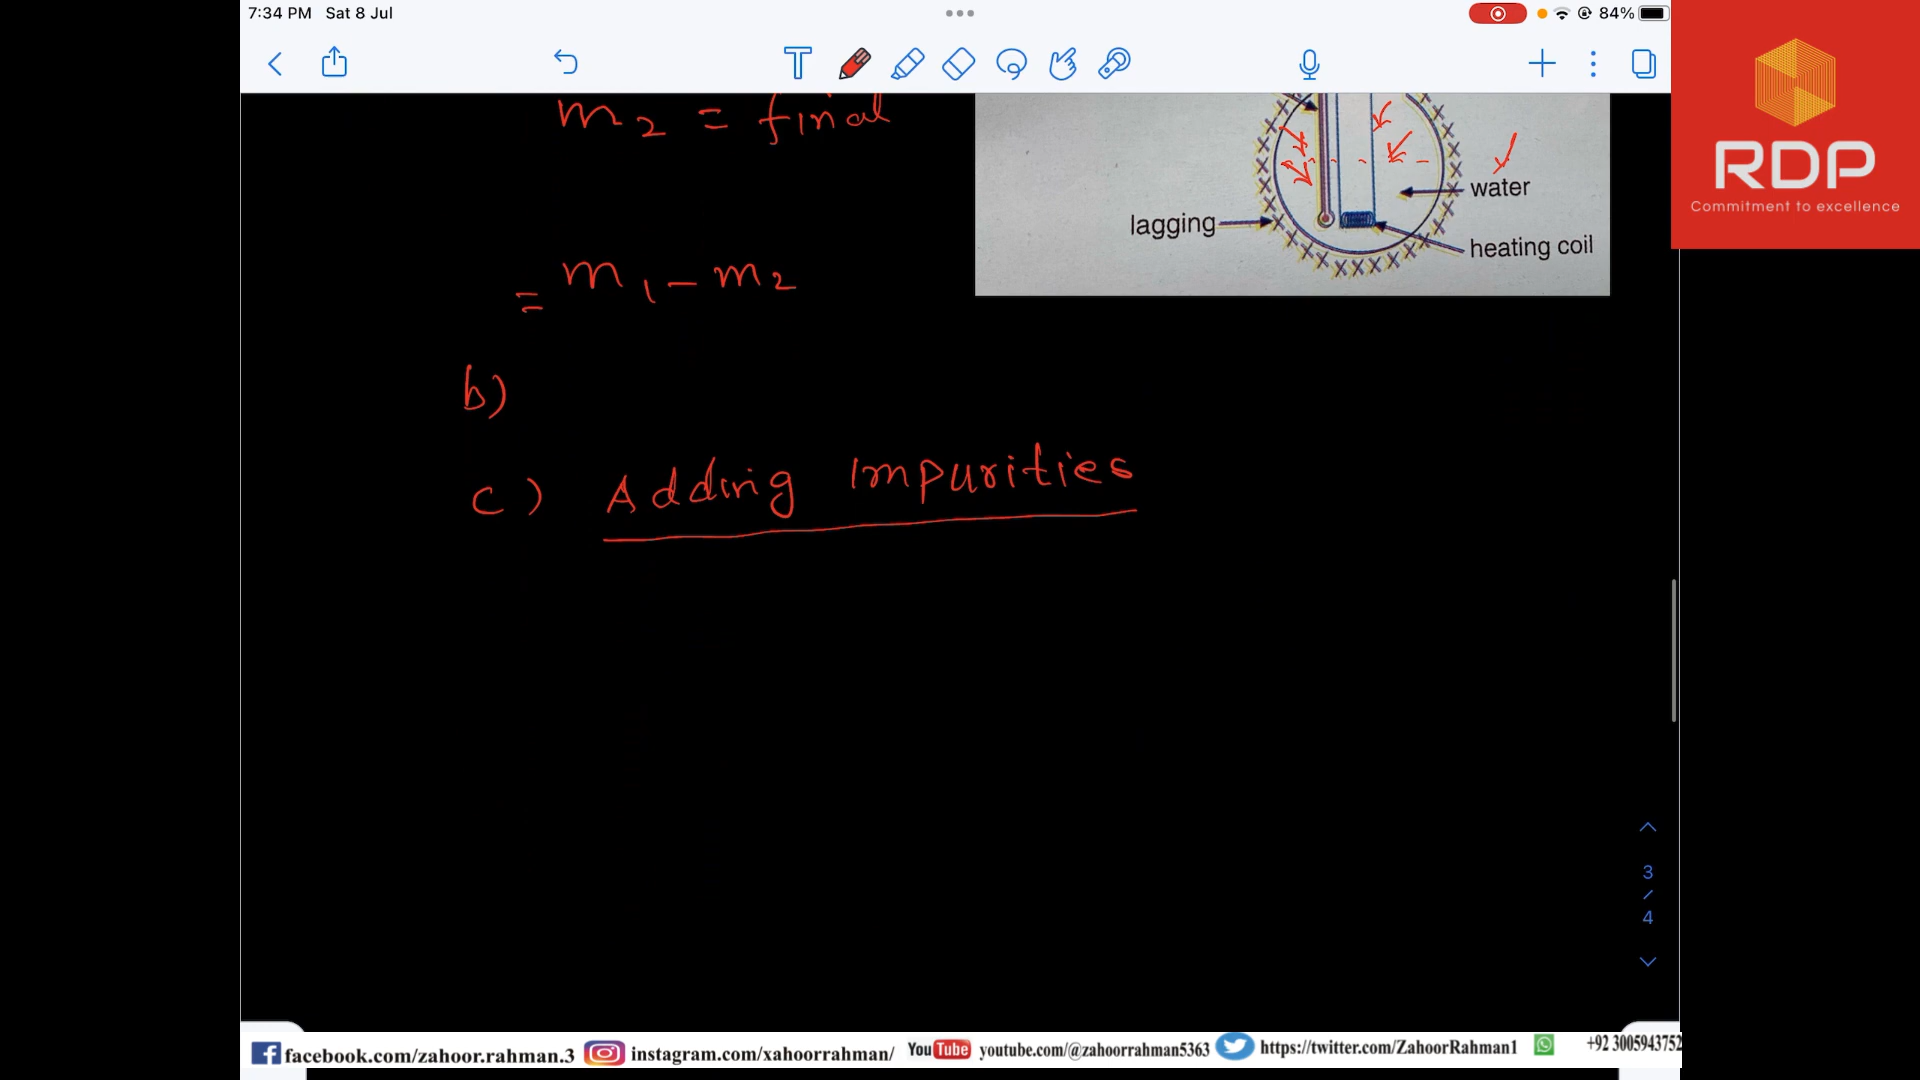 7:34 PM Sat 8 Jul
84%
RDP
Commitment to excellence
m2 = final
water
lagging
heating coil
= m1 - m2
b)
c) Adding Impurities
3
/
4
facebook.com/zahoor.rahman.3 instagram.com/xahoorrahman/ YouTube youtube.com/@zahoorrahman5363 https://twitter.com/ZahoorRahman1 +92 3005943752